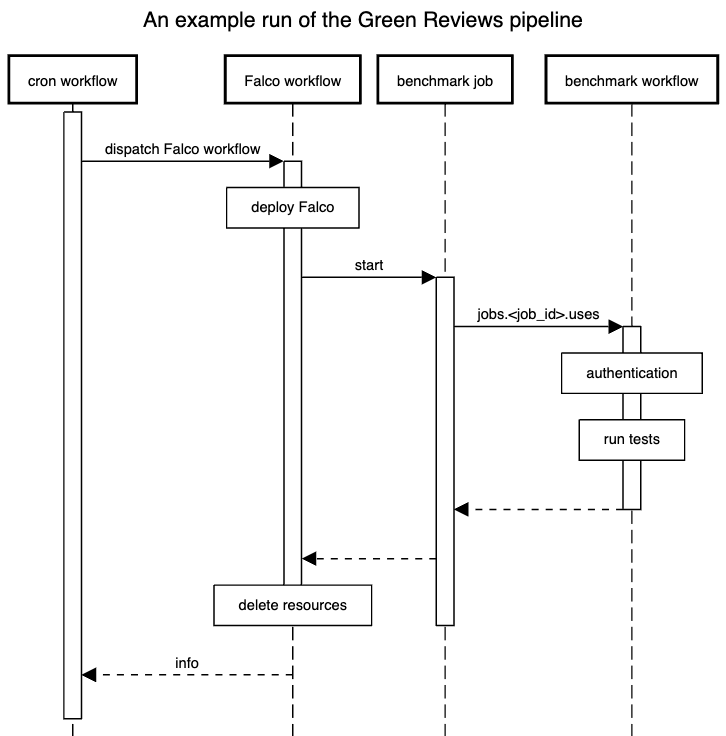 An example run of the Green Reviews pipeline
cron workflow
Falco workflow
benchmark job
benchmark workflow
dispatch Falco workflow
deploy Falco
start
jobs.<job_id>.uses
authentication
run tests
delete resources
info